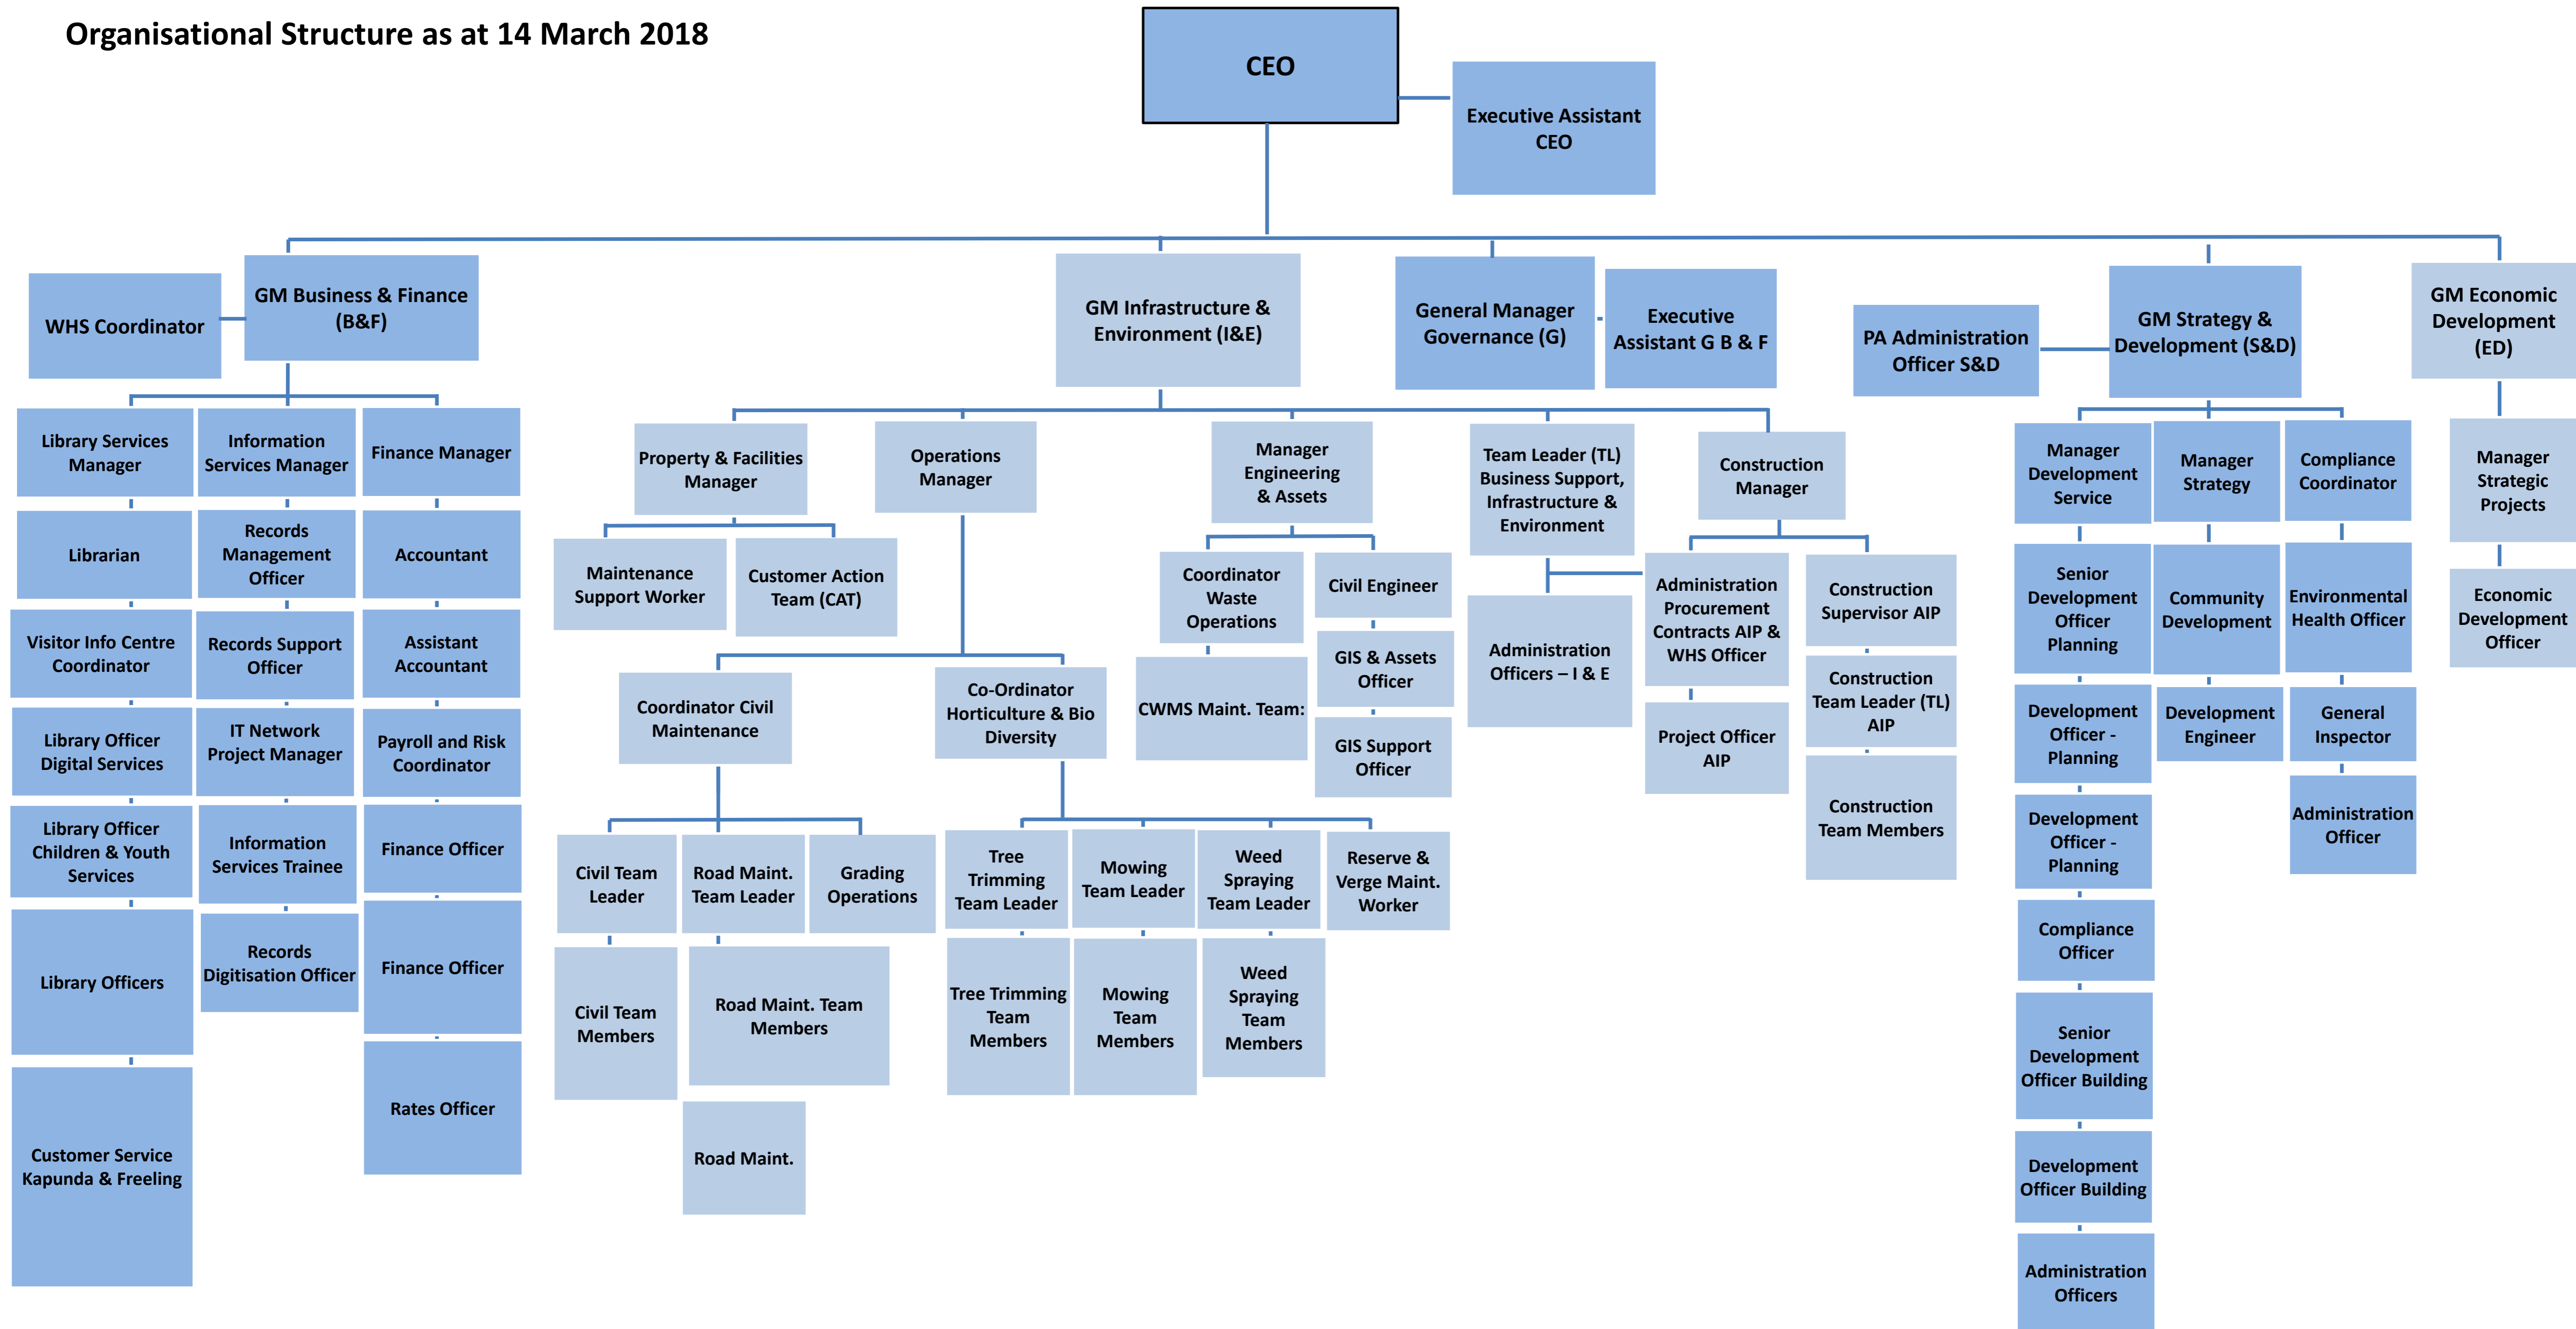 Organisational Structure as at 14 March 2018
CEO
Executive Assistant
CEO
WHS Coordinator
GM Business & Finance
(B&F)
GM Infrastructure &
Environment (I&E)
General Manager
Governance (G)
Executive
Assistant G B & F
PA Administration
Officer S&D
GM Strategy &
Development (S&D)
GM Economic
Development
(ED)
Library Services
Manager
Librarian
Visitor Info Centre
Coordinator
Library Officer
Digital Services
Library Officer
Children & Youth
Services
Library Officers
Customer Service
Kapunda & Freeling
Information
Services Manager
Records
Management
Officer
Records Support
Officer
IT Network
Project Manager
Information
Services Trainee
Records
Digitisation Officer
Finance Manager
Accountant
Assistant
Accountant
Payroll and Risk
Coordinator
Finance Officer
Finance Officer
Rates Officer
Property & Facilities
Manager
Maintenance
Support Worker
Customer Action
Team (CAT)
Operations
Manager
Coordinator Civil
Maintenance
Civil Team
Leader
Civil Team
Members
Road Maint.
Team Leader
Road Maint. Team
Members
Road Maint.
Grading
Operations
Co-Ordinator
Horticulture & Bio
Diversity
Tree
Trimming
Team Leader
Tree Trimming
Team
Members
Mowing
Team Leader
Mowing
Team
Members
Weed
Spraying
Team Leader
Weed
Spraying
Team
Members
Reserve &
Verge Maint.
Worker
Manager
Engineering
& Assets
Coordinator
Waste
Operations
CWMS Maint. Team:
Civil Engineer
GIS & Assets
Officer
GIS Support
Officer
Team Leader (TL)
Business Support,
Infrastructure &
Environment
Administration
Officers – I & E
Construction
Manager
Administration
Procurement
Contracts AIP &
WHS Officer
Project Officer
AIP
Construction
Supervisor AIP
Construction
Team Leader (TL)
AIP
Construction
Team Members
Manager
Development
Service
Senior
Development
Officer
Planning
Development
Officer -
Planning
Development
Officer -
Planning
Compliance
Officer
Senior
Development
Officer Building
Development
Officer Building
Administration
Officers
Manager
Strategy
Community
Development
Development
Engineer
Compliance
Coordinator
Environmental
Health Officer
General
Inspector
Administration
Officer
Manager
Strategic
Projects
Economic
Development
Officer